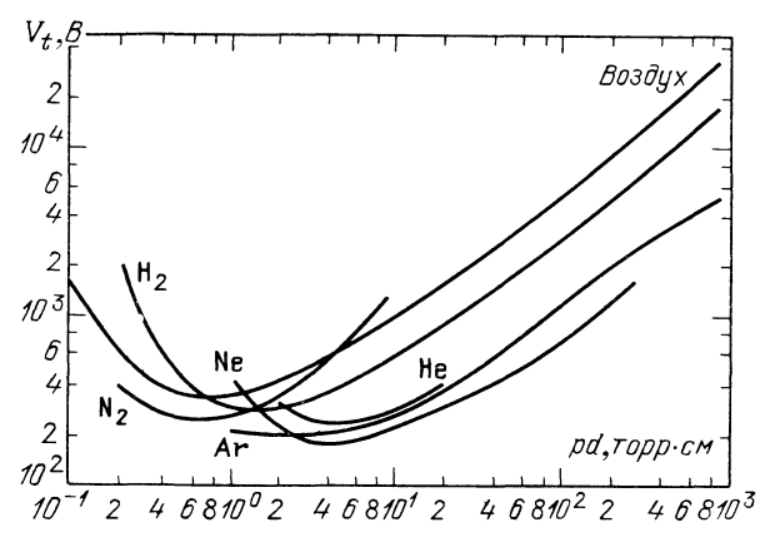 V_t, В
Воздух
2
10^4
6
4
2
H_2
10^3
6
Ne
He
4
N_2
2
Ar
pd, торр·см
10^2
10^-1 2 4 6 8 10^0 2 4 6 8 10^1 2 4 6 8 10^2 2 4 6 8 10^3